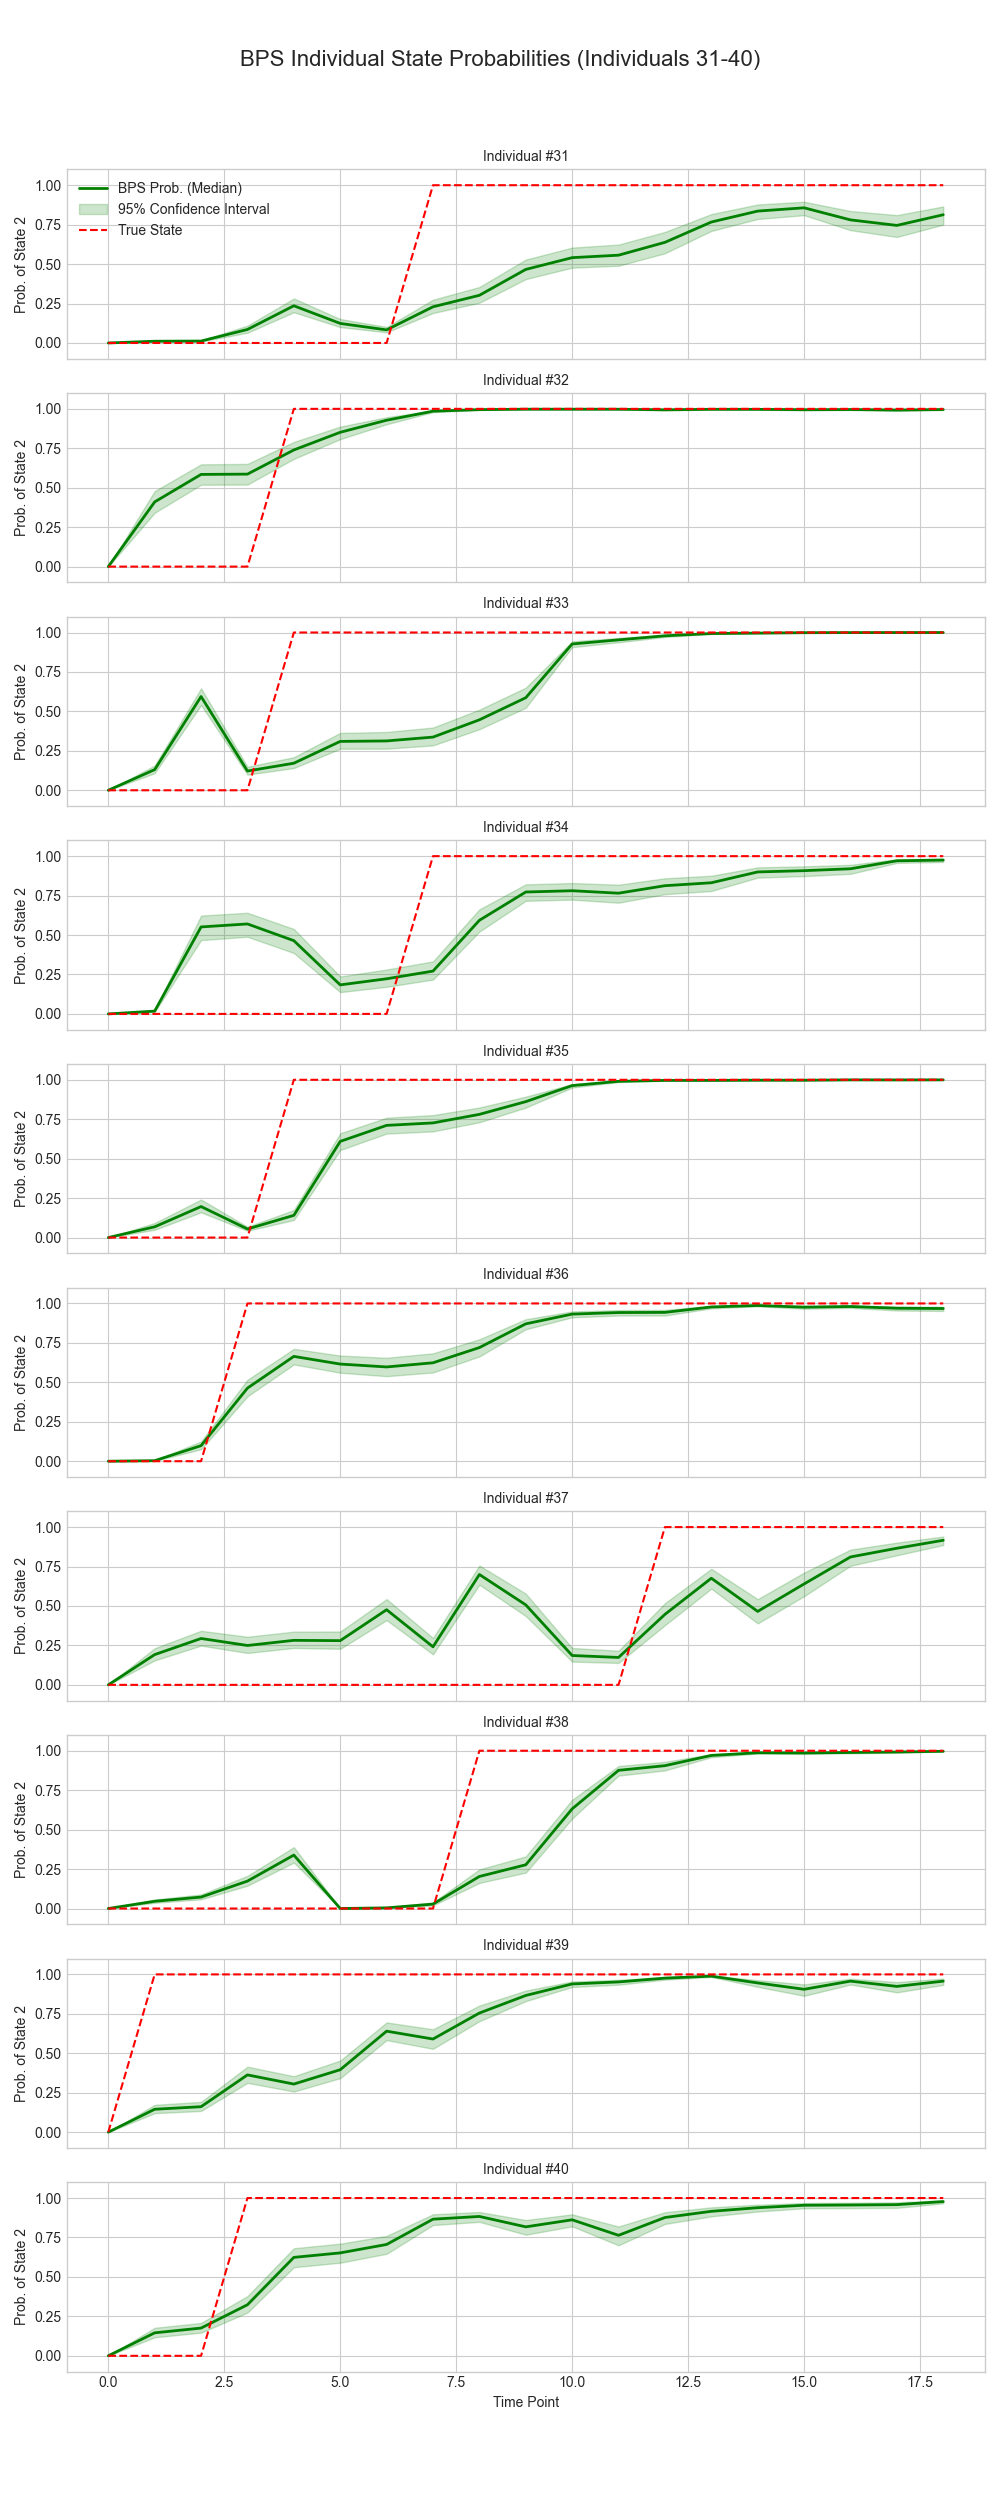 BPS Individual State Probabilities (Individuals 31-40)
Individual #31
Prob. of State 2
1.00
0.75
0.50
0.25
0.00
BPS Prob. (Median)
95% Confidence Interval
True State
Individual #32
Prob. of State 2
1.00
0.75
0.50
0.25
0.00
Individual #33
Prob. of State 2
1.00
0.75
0.50
0.25
0.00
Individual #34
Prob. of State 2
1.00
0.75
0.50
0.25
0.00
Individual #35
Prob. of State 2
1.00
0.75
0.50
0.25
0.00
Individual #36
Prob. of State 2
1.00
0.75
0.50
0.25
0.00
Individual #37
Prob. of State 2
1.00
0.75
0.50
0.25
0.00
Individual #38
Prob. of State 2
1.00
0.75
0.50
0.25
0.00
Individual #39
Prob. of State 2
1.00
0.75
0.50
0.25
0.00
Individual #40
Prob. of State 2
1.00
0.75
0.50
0.25
0.00
0.0 2.5 5.0 7.5 10.0 12.5 15.0 17.5
Time Point